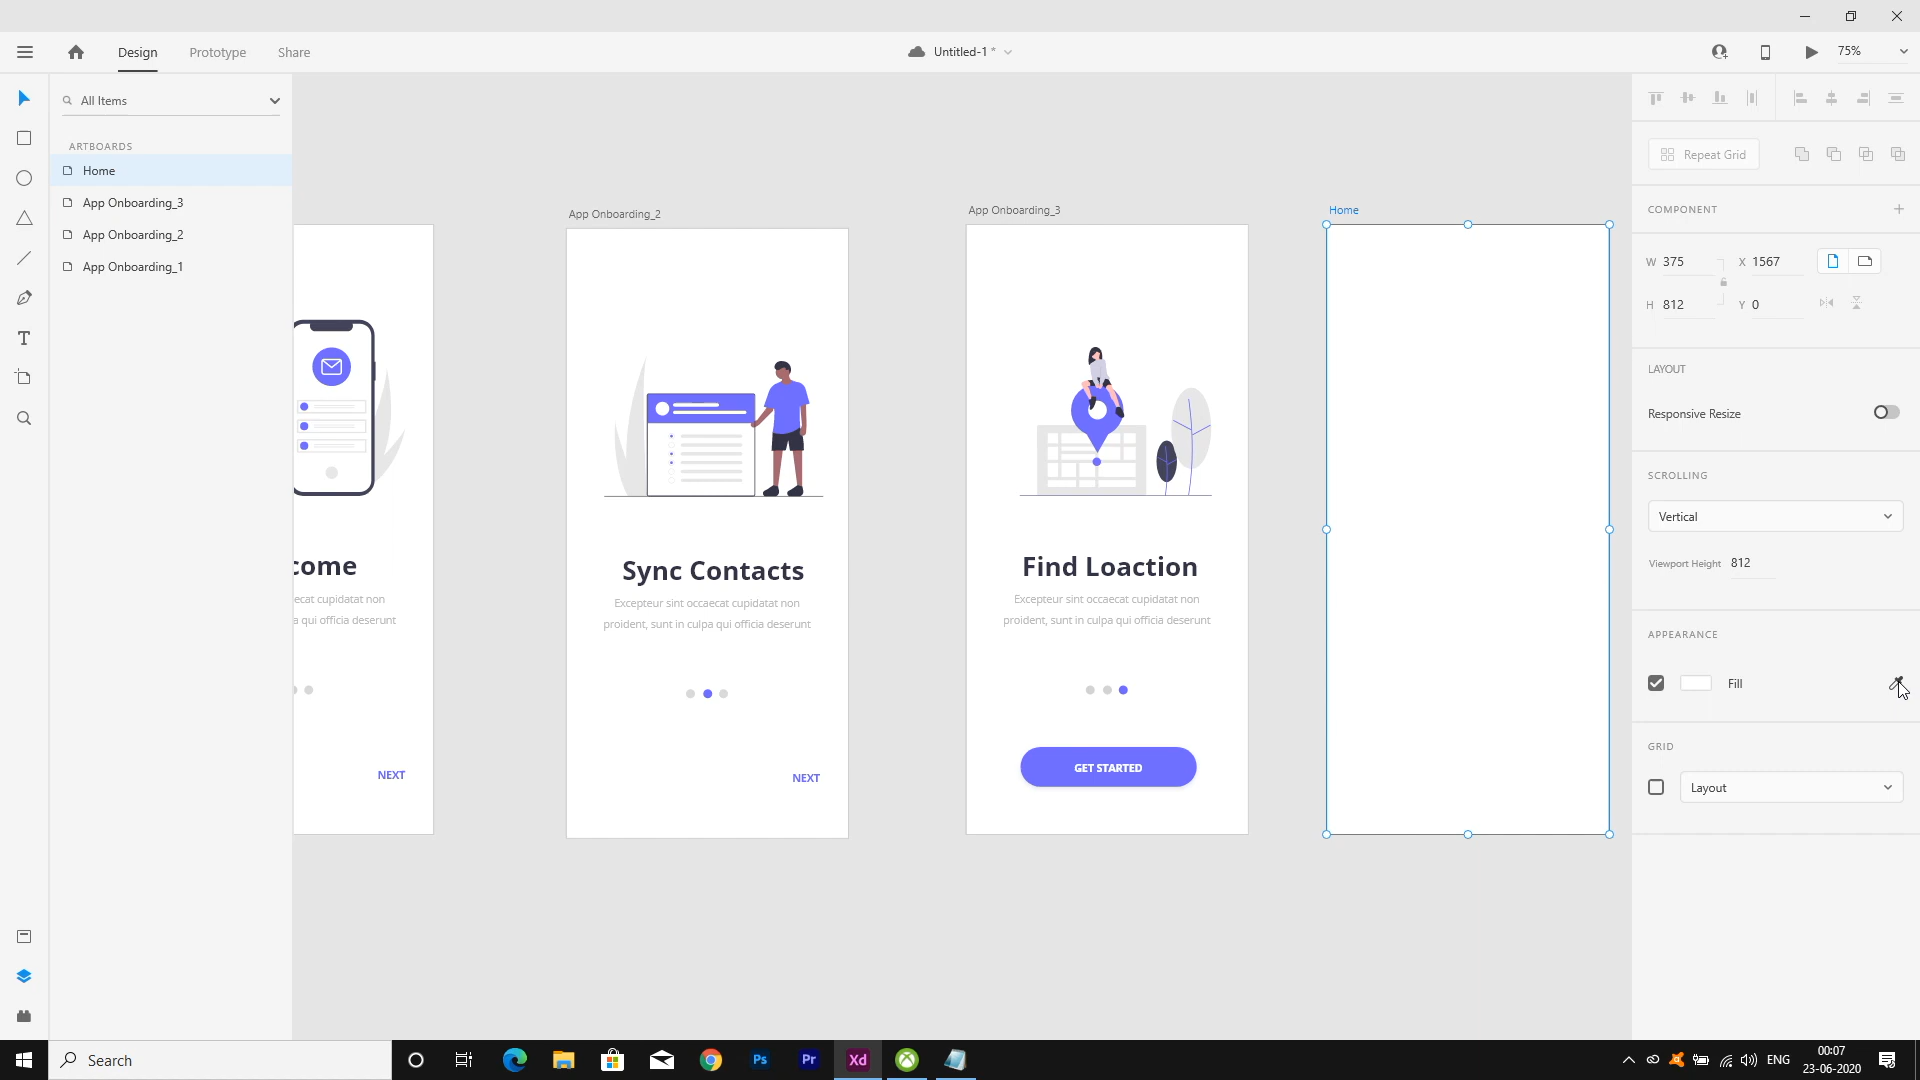 Design
Prototype
Share
Untitled-1 *
75%
All Items
ARTBOARDS
Home
App Onboarding_3
App Onboarding_2
App Onboarding_1
come
ecat cupidatat non
a qui officia deserunt
NEXT
App Onboarding_2
Sync Contacts
Excepteur sint occaecat cupidatat non
proident, sunt in culpa qui officia deserunt
NEXT
App Onboarding_3
Find Loaction
Excepteur sint occaecat cupidatat non
proident, sunt in culpa qui officia deserunt
GET STARTED
Home
Repeat Grid
COMPONENT
W 375
X 1567
H 812
Y 0
LAYOUT
Responsive Resize
SCROLLING
Vertical
Viewport Height 812
APPEARANCE
Fill
GRID
Layout
Search
Ps
Pr
Xd
ENG
00:07
23-06-2020